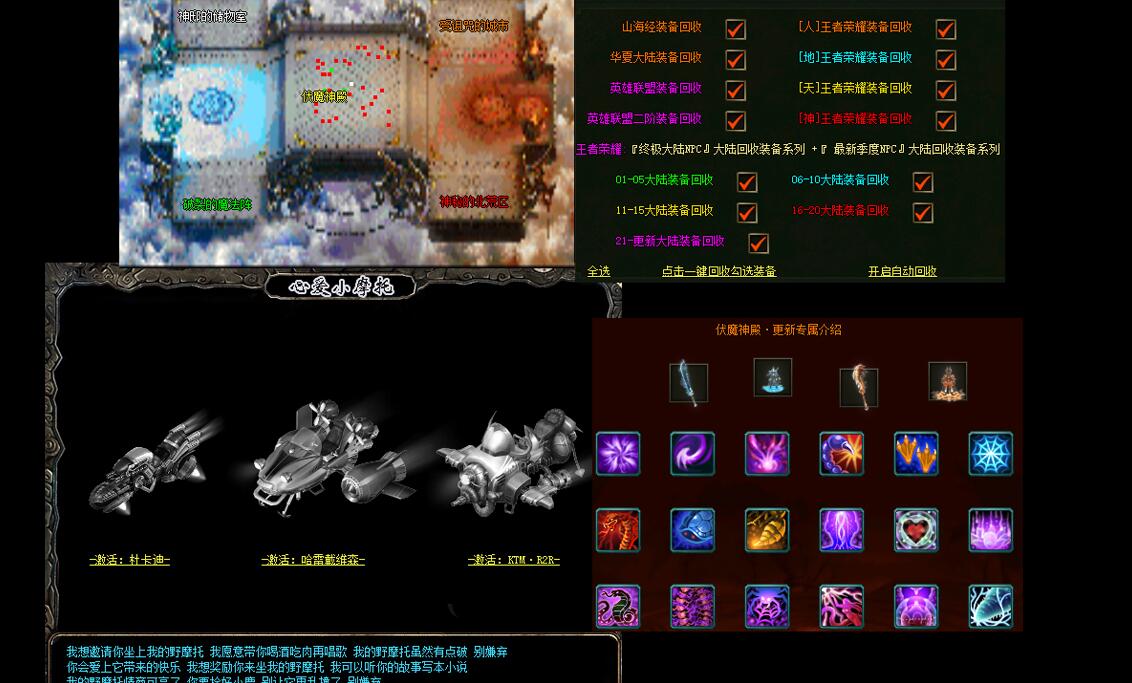 神邸的储物室
受诅咒的城市
伏魔神殿
破裂的魔法阵
山海经装备回收
[人]王者荣耀装备回收
华夏大陆装备回收
[地]王者荣耀装备回收
英雄联盟装备回收
[天]王者荣耀装备回收
英雄联盟二阶装备回收
[神]王者荣耀装备回收
王者荣耀:『终极大陆NPC』大陆回收装备系列 +『 最新季度NPC』大陆回收装备系列
01-05大陆装备回收
06-10大陆装备回收
11-15大陆装备回收
16-20大陆装备回收
21-更新大陆装备回收
全选
点击一键回收勾选装备
开启自动回收
心爱小摩托
伏魔神殿·更新专属介绍
-激活：杜卡迪-
-激活：哈雷戴维森-
-激活：KTM·R2R-
我想邀请你坐上我的野摩托 我愿意带你喝酒吃肉再唱歌 我的野摩托虽然有点破 别嫌弃
你会爱上它带来的快乐 我想奖励你来坐我的野摩托 我可以听你的故事写本小说